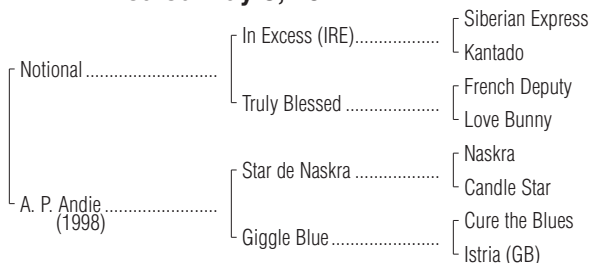 Siberian Express
In Excess (IRE)
Kantado
Notional
French Deputy
Truly Blessed
Love Bunny
Naskra
Star de Naskra
Candle Star
A. P. Andie
(1998)
Cure the Blues
Giggle Blue
Istria (GB)